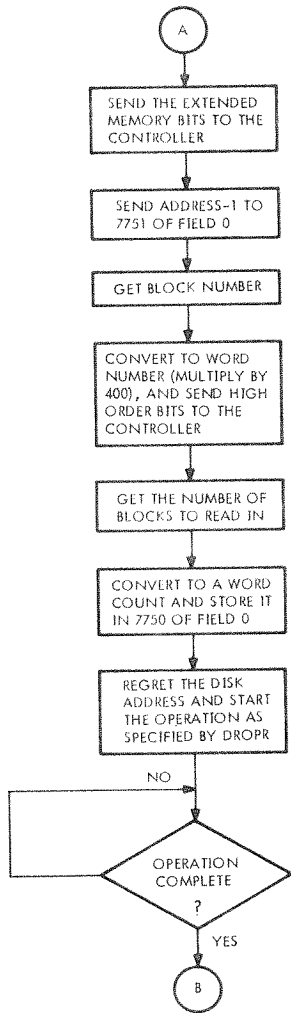 A
SEND THE EXTENDED
MEMORY BITS TO THE
CONTROLLER
SEND ADDRESS-1 TO
7751 OF FIELD 0
GET BLOCK NUMBER
CONVERT TO WORD
NUMBER (MULTIPLY BY
400), AND SEND HIGH
ORDER BITS TO THE
CONTROLLER
GET THE NUMBER OF
BLOCKS TO READ IN
CONVERT TO A WORD
COUNT AND STORE IT
IN 7750 OF FIELD 0
REGRET THE DISK
ADDRESS AND START
THE OPERATION AS
SPECIFIED BY DROPR
NO
OPERATION
COMPLETE
?
YES
B